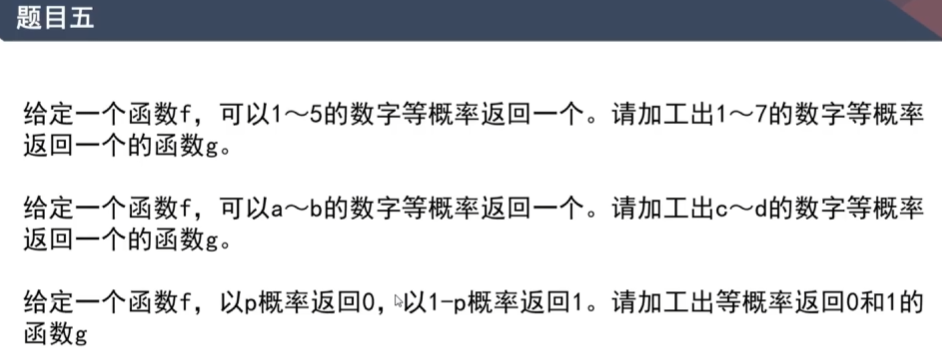 题目五
给定一个函数f，可以1～5的数字等概率返回一个。请加工出1～7的数字等概率
返回一个的函数g。
给定一个函数f，可以a～b的数字等概率返回一个。请加工出c～d的数字等概率
返回一个的函数g。
给定一个函数f，以p概率返回0，以1-p概率返回1。请加工出等概率返回0和1的
函数g